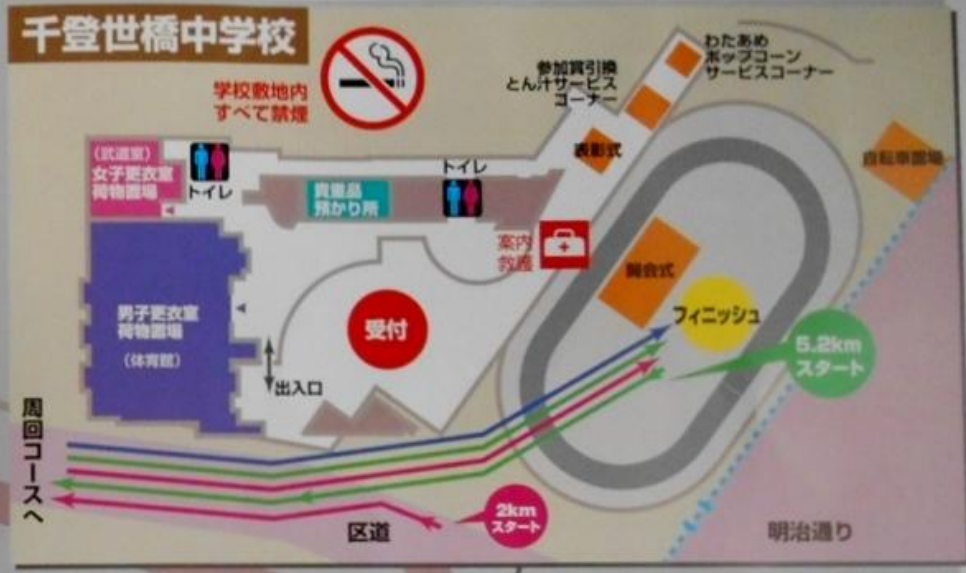 千登世橋中学校
学校敷地内
すべて禁煙
参加賞引換
とん汁サービス
コーナー
わたあめ
ポップコーン
サービスコーナー
表彰式
自転車置場
(武道室)
女子更衣室
荷物置場
トイレ
貴重品
預かり所
トイレ
案内
救護
開会式
男子更衣室
荷物置場
(体育館)
受付
フィニッシュ
5.2km
スタート
出入口
周回コースへ
2km
スタート
区道
明治通り